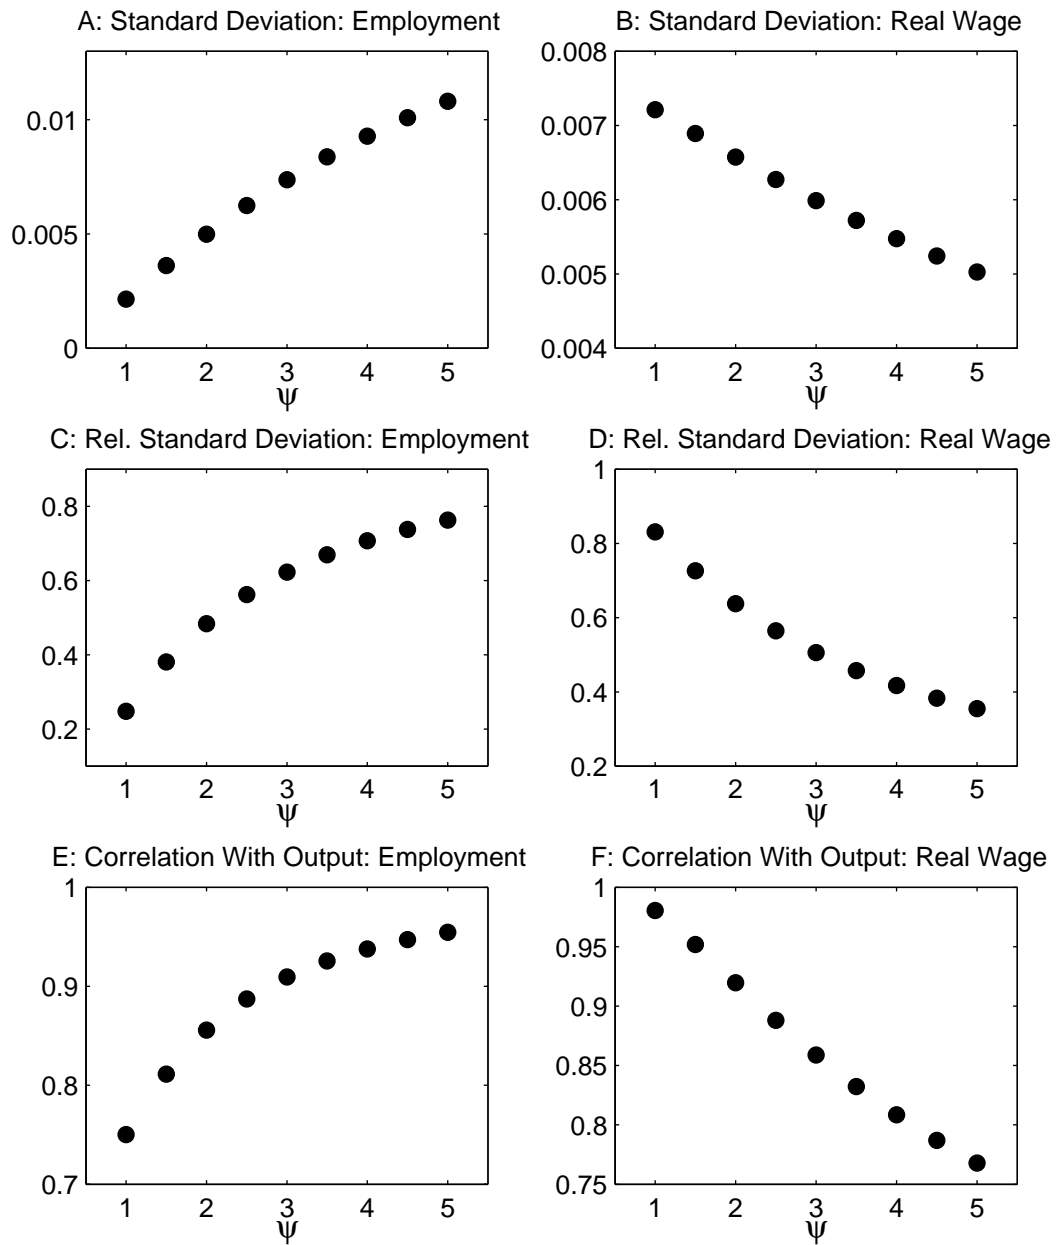 A: Standard Deviation: Employment
0.01
0.005
0
1 2 3 4 5
ψ
B: Standard Deviation: Real Wage
0.008
0.007
0.006
0.005
0.004
1 2 3 4 5
ψ
C: Rel. Standard Deviation: Employment
0.8
0.6
0.4
0.2
1 2 3 4 5
ψ
D: Rel. Standard Deviation: Real Wage
1
0.8
0.6
0.4
0.2
1 2 3 4 5
ψ
E: Correlation With Output: Employment
1
0.9
0.8
0.7
1 2 3 4 5
ψ
F: Correlation With Output: Real Wage
1
0.95
0.9
0.85
0.8
0.75
1 2 3 4 5
ψ